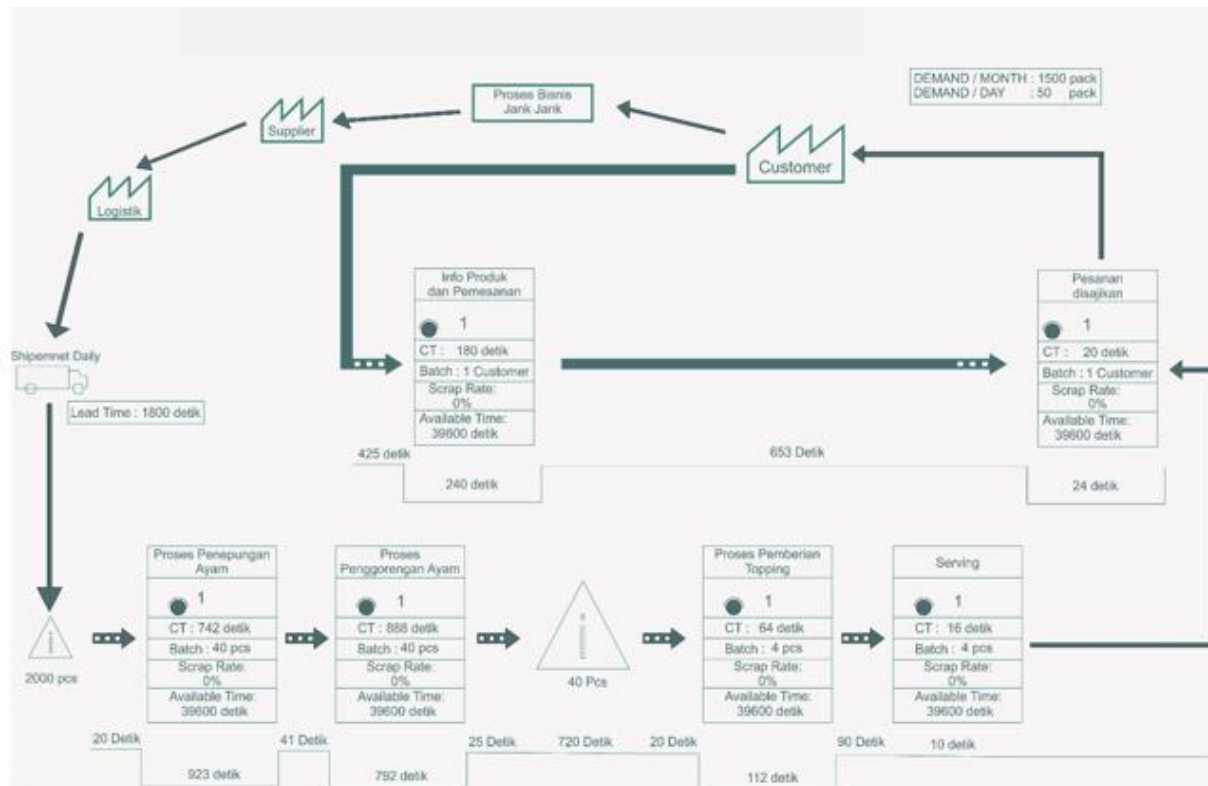 DEMAND / MONTH : 1500 pack
DEMAND / DAY : 50 pack
Proses Bisnis
Jank Jank
Supplier
Customer
Logistik
Info Produk
dan Pemesanan
1
CT : 180 detik
Batch : 1 Customer
Scrap Rate:
0%
Available Time:
39600 detik
Pesanan
disajikan
1
CT : 20 detik
Batch : 1 Customer
Scrap Rate:
0%
Available Time:
39600 detik
Shipemnet Daily
Lead Time : 1800 detik
425 detik
240 detik
653 Detik
24 detik
2000 pcs
Proses Penepungan
Ayam
1
CT : 742 detik
Batch : 40 pcs
Scrap Rate:
0%
Available Time:
39600 detik
Proses
Penggorengan Ayam
1
CT : 888 detik
Batch : 40 pcs
Scrap Rate:
0%
Available Time:
39600 detik
40 Pcs
Proses Pemberian
Topping
1
CT : 64 detik
Batch : 4 pcs
Scrap Rate:
0%
Available Time:
39600 detik
Serving
1
CT : 16 detik
Batch : 4 pcs
Scrap Rate:
0%
Available Time:
39600 detik
20 Detik
923 detik
41 Detik
792 detik
25 Detik
720 Detik
20 Detik
112 detik
90 Detik
10 detik